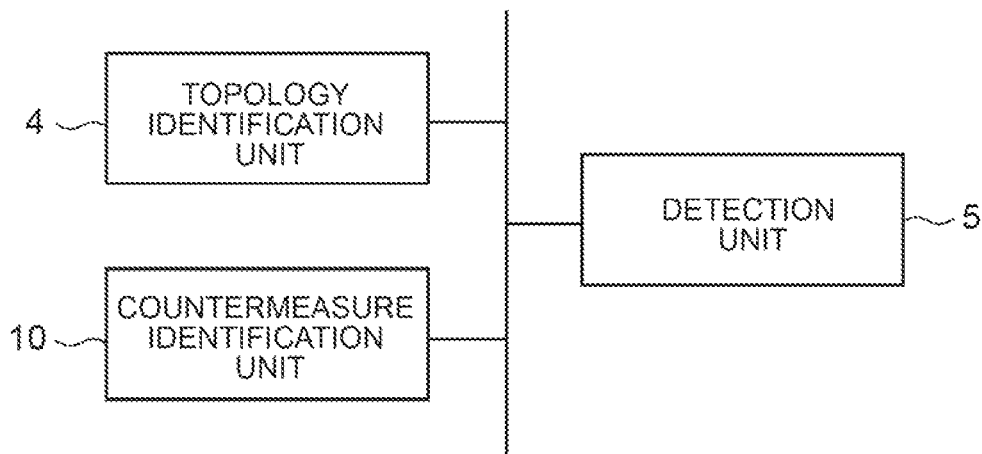 4
TOPOLOGY
IDENTIFICATION
UNIT
DETECTION
UNIT
5
10
COUNTERMEASURE
IDENTIFICATION
UNIT